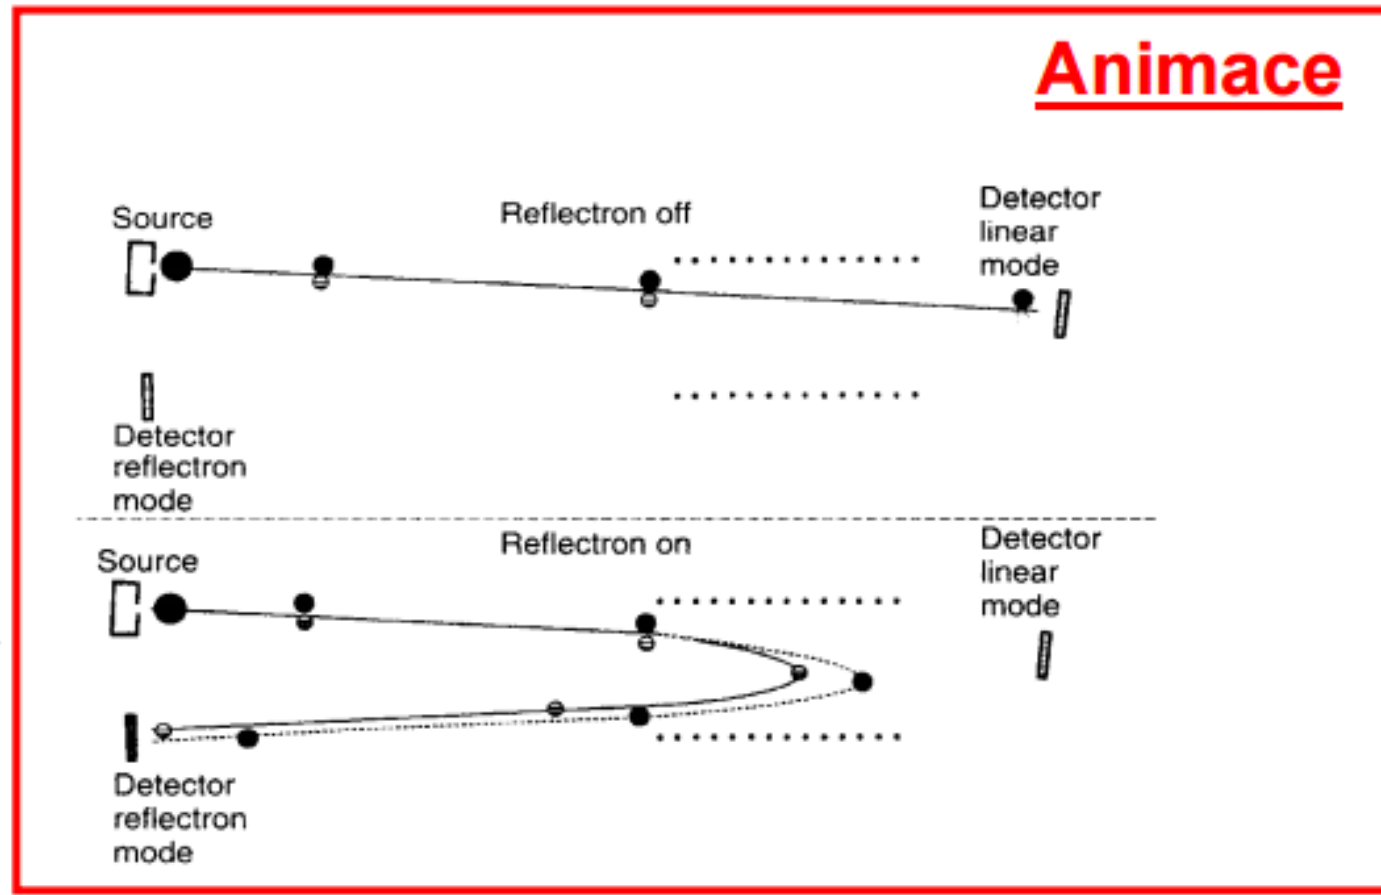 Animace
Source
Reflectron off
Detector
linear
mode
Detector
reflectron
mode
Reflectron on
Source
Detector
linear
mode
Detector
reflectron
mode